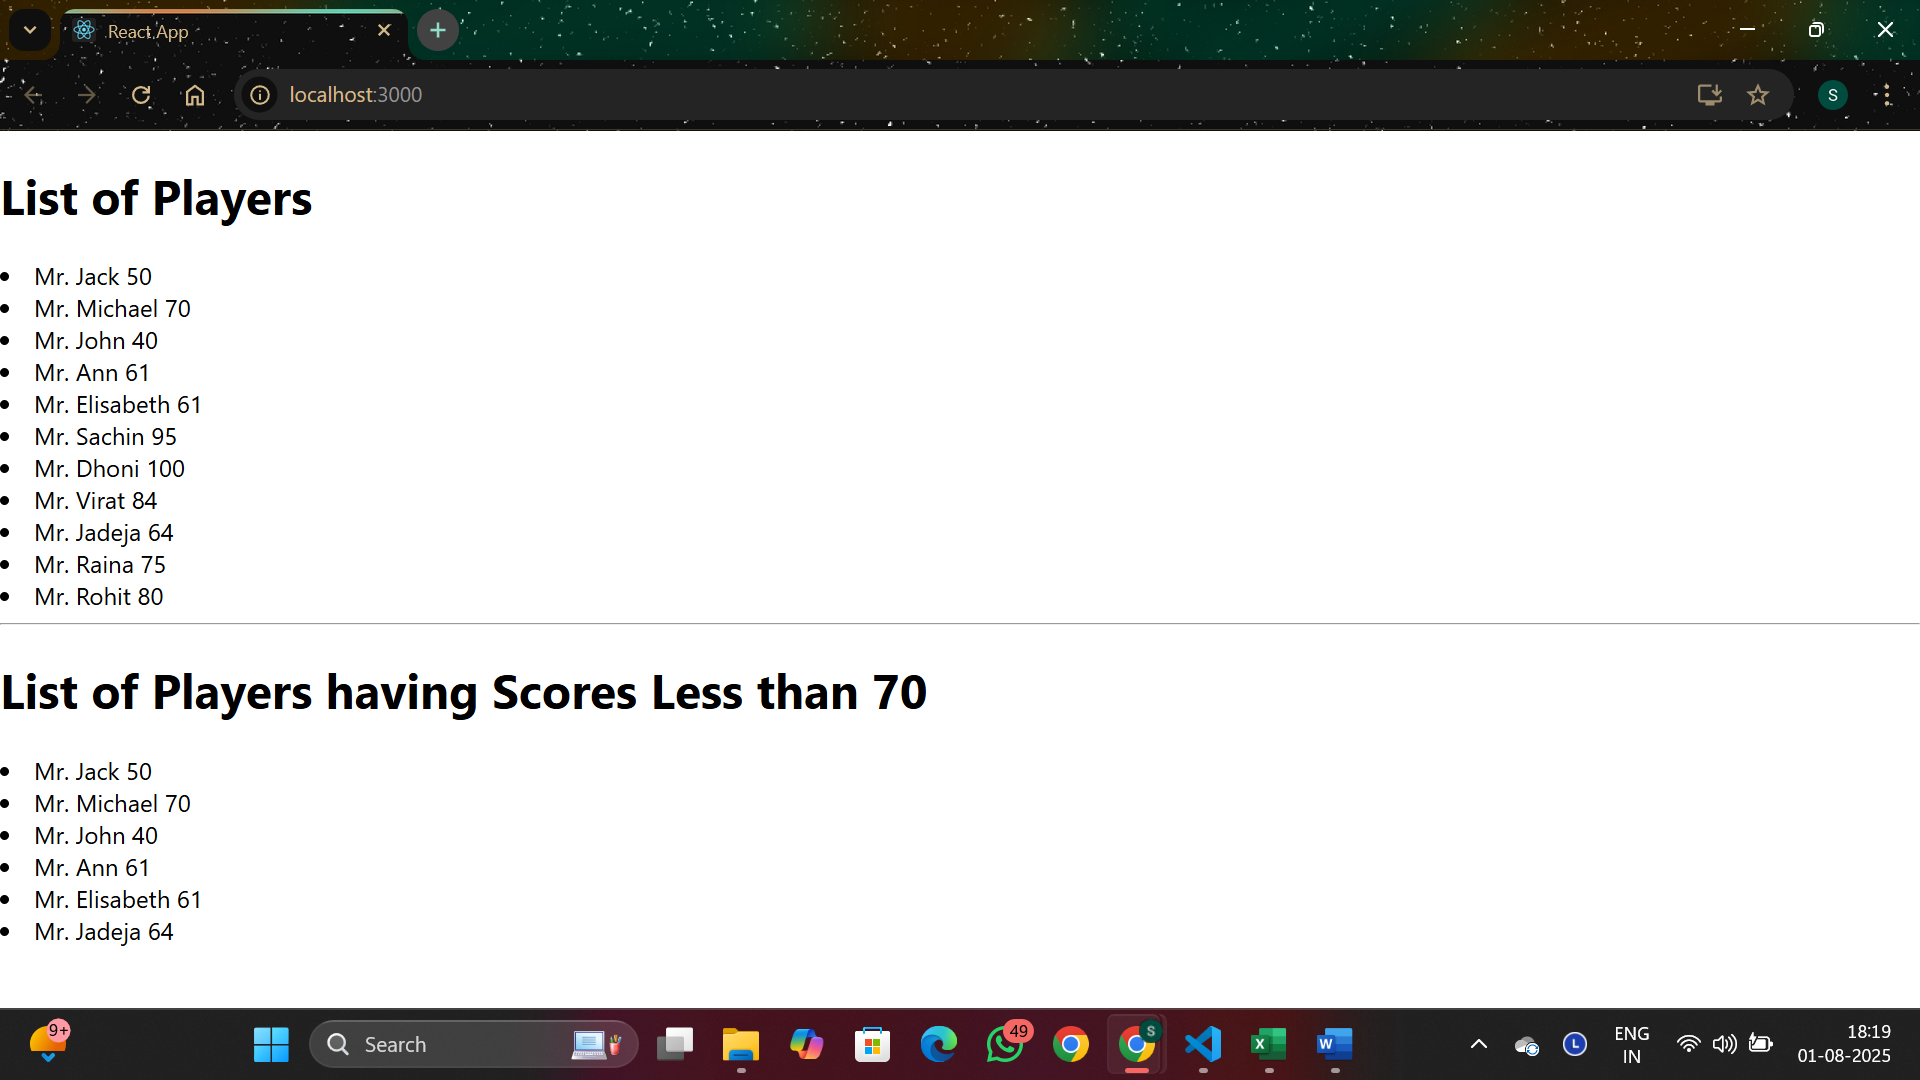 React App
localhost:3000
S
List of Players
Mr. Jack 50
Mr. Michael 70
Mr. John 40
Mr. Ann 61
Mr. Elisabeth 61
Mr. Sachin 95
Mr. Dhoni 100
Mr. Virat 84
Mr. Jadeja 64
Mr. Raina 75
Mr. Rohit 80
List of Players having Scores Less than 70
Mr. Jack 50
Mr. Michael 70
Mr. John 40
Mr. Ann 61
Mr. Elisabeth 61
Mr. Jadeja 64
9+
Search
49
S
X
W
L
ENG
IN
18:19
01-08-2025